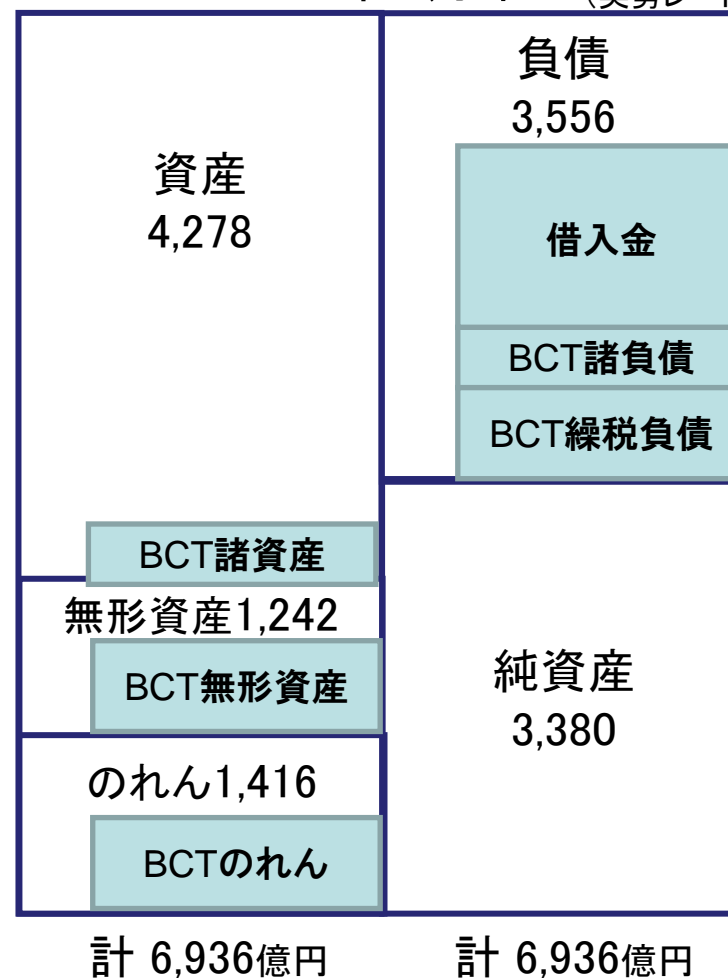 資産
4,278
BCT諸資産
無形資産1,242
BCT無形資産
のれん1,416
BCTのれん
計 6,936億円
負債
3,556
借入金
BCT諸負債
BCT繰税負債
純資産
3,380
計 6,936億円